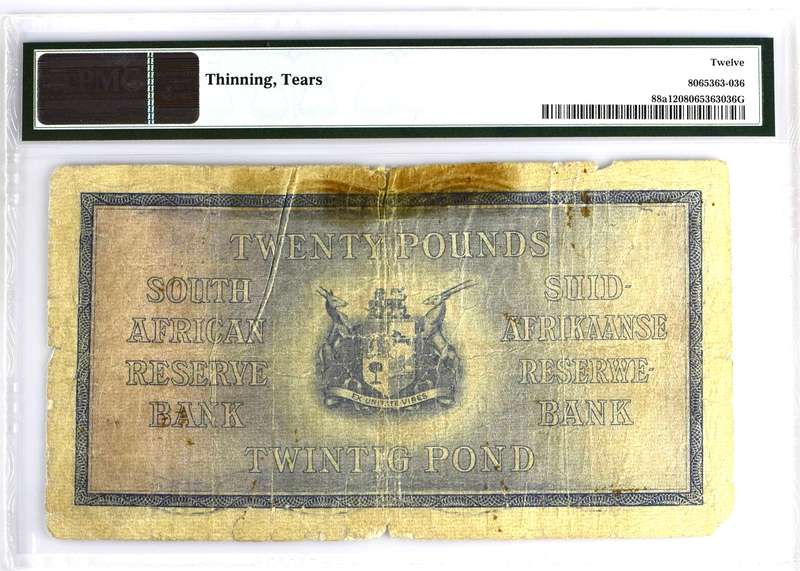 PMG
Thinning, Tears
Twelve
8065363-036
88a1208065363036G
TWENTY POUNDS
SOUTH
AFRICAN
RESERVE
BANK
SUID-
AFRIKAANSE
RESERWE-
BANK
EX UNITATE VIRES
TWINTIG POND